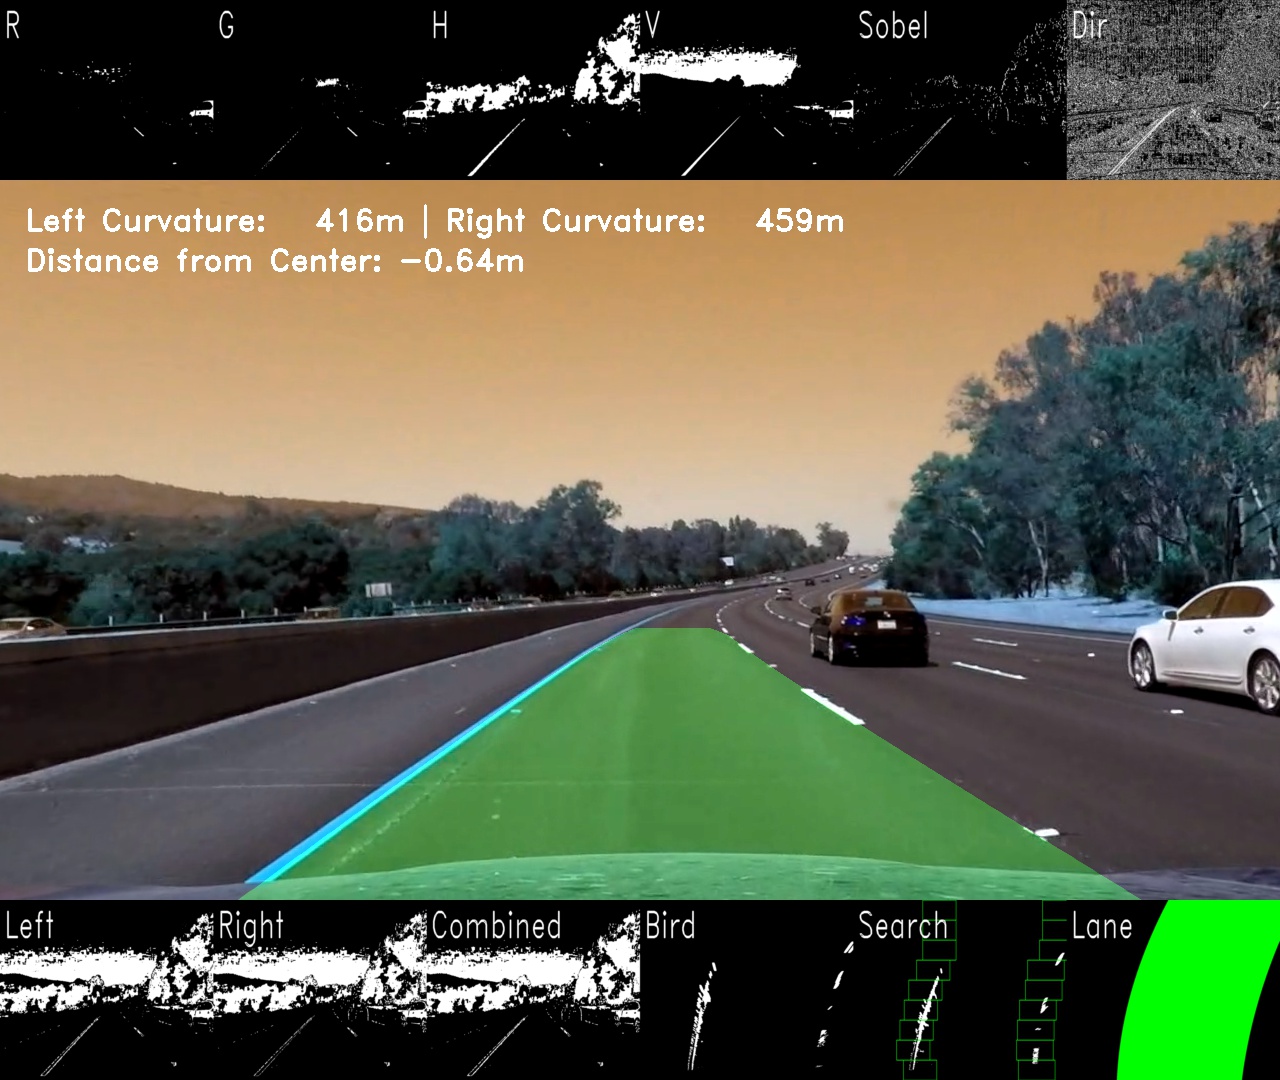 R G H V Sobel Dir
Left Curvature: 416m | Right Curvature: 459m
Distance from Center: -0.64m
Left Right Combined Bird Search Lane